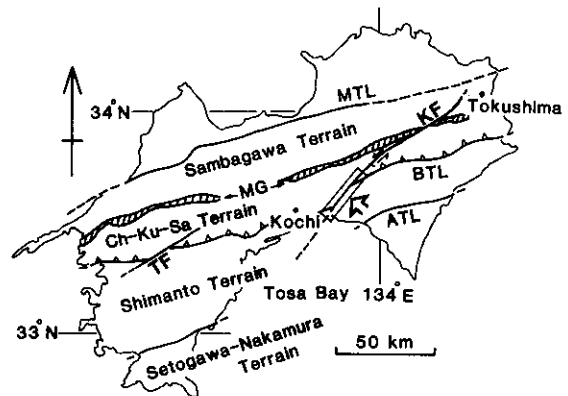 34°N
MTL
KF
Tokushima
Sambagawa Terrain
MG
BTL
Ch-Ku-Sa Terrain
Kochi
ATL
TF
Shimanto Terrain
Tosa Bay
134°E
33°N
50 km
Setogawa-Nakamura
Terrain